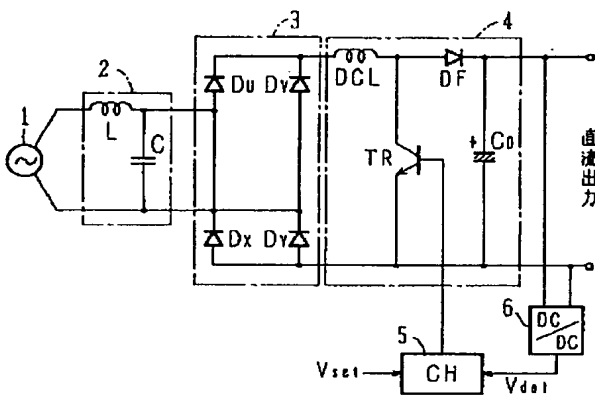 3
4
2
Du
Dv
DCL
DF
1
L
C
TR
+
CD
直流出力
Dx
Dy
6
DC
DC
5
Vset
CH
Vdet